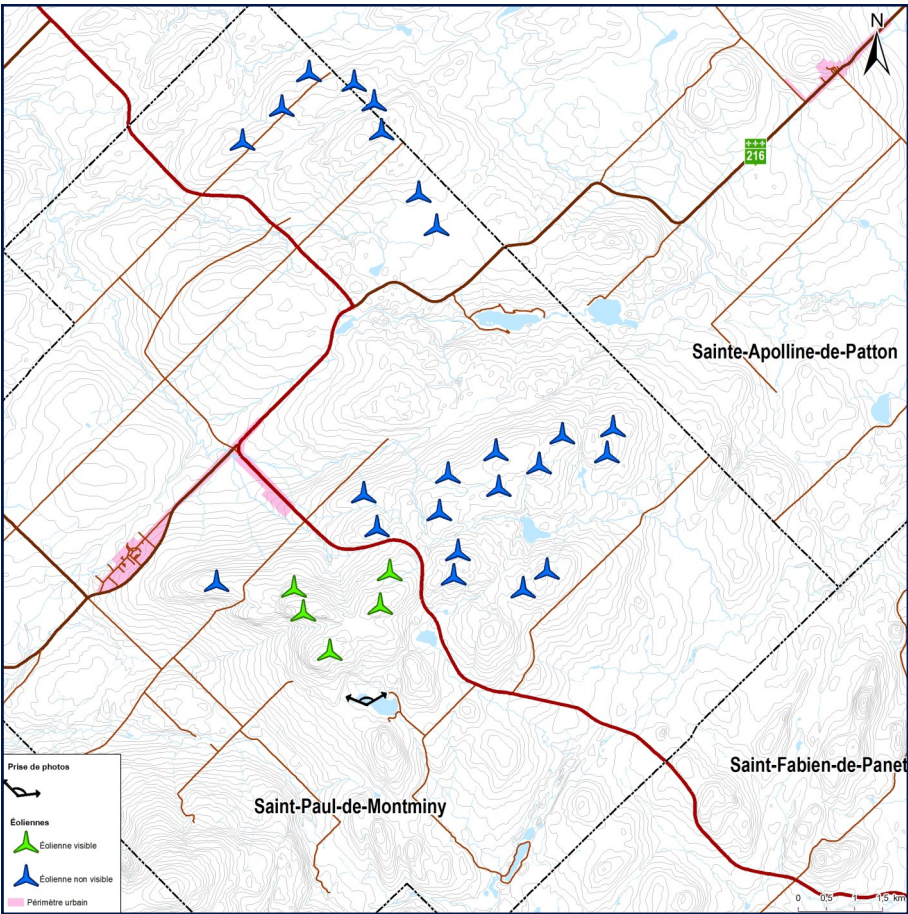 N
216
Sainte-Apolline-de-Patton
Saint-Fabien-de-Panet
Saint-Paul-de-Montminy
Prise de photos
Éoliennes
Éolienne visible
Éolienne non visible
Périmètre urbain
0 0,5 1 1,5 km